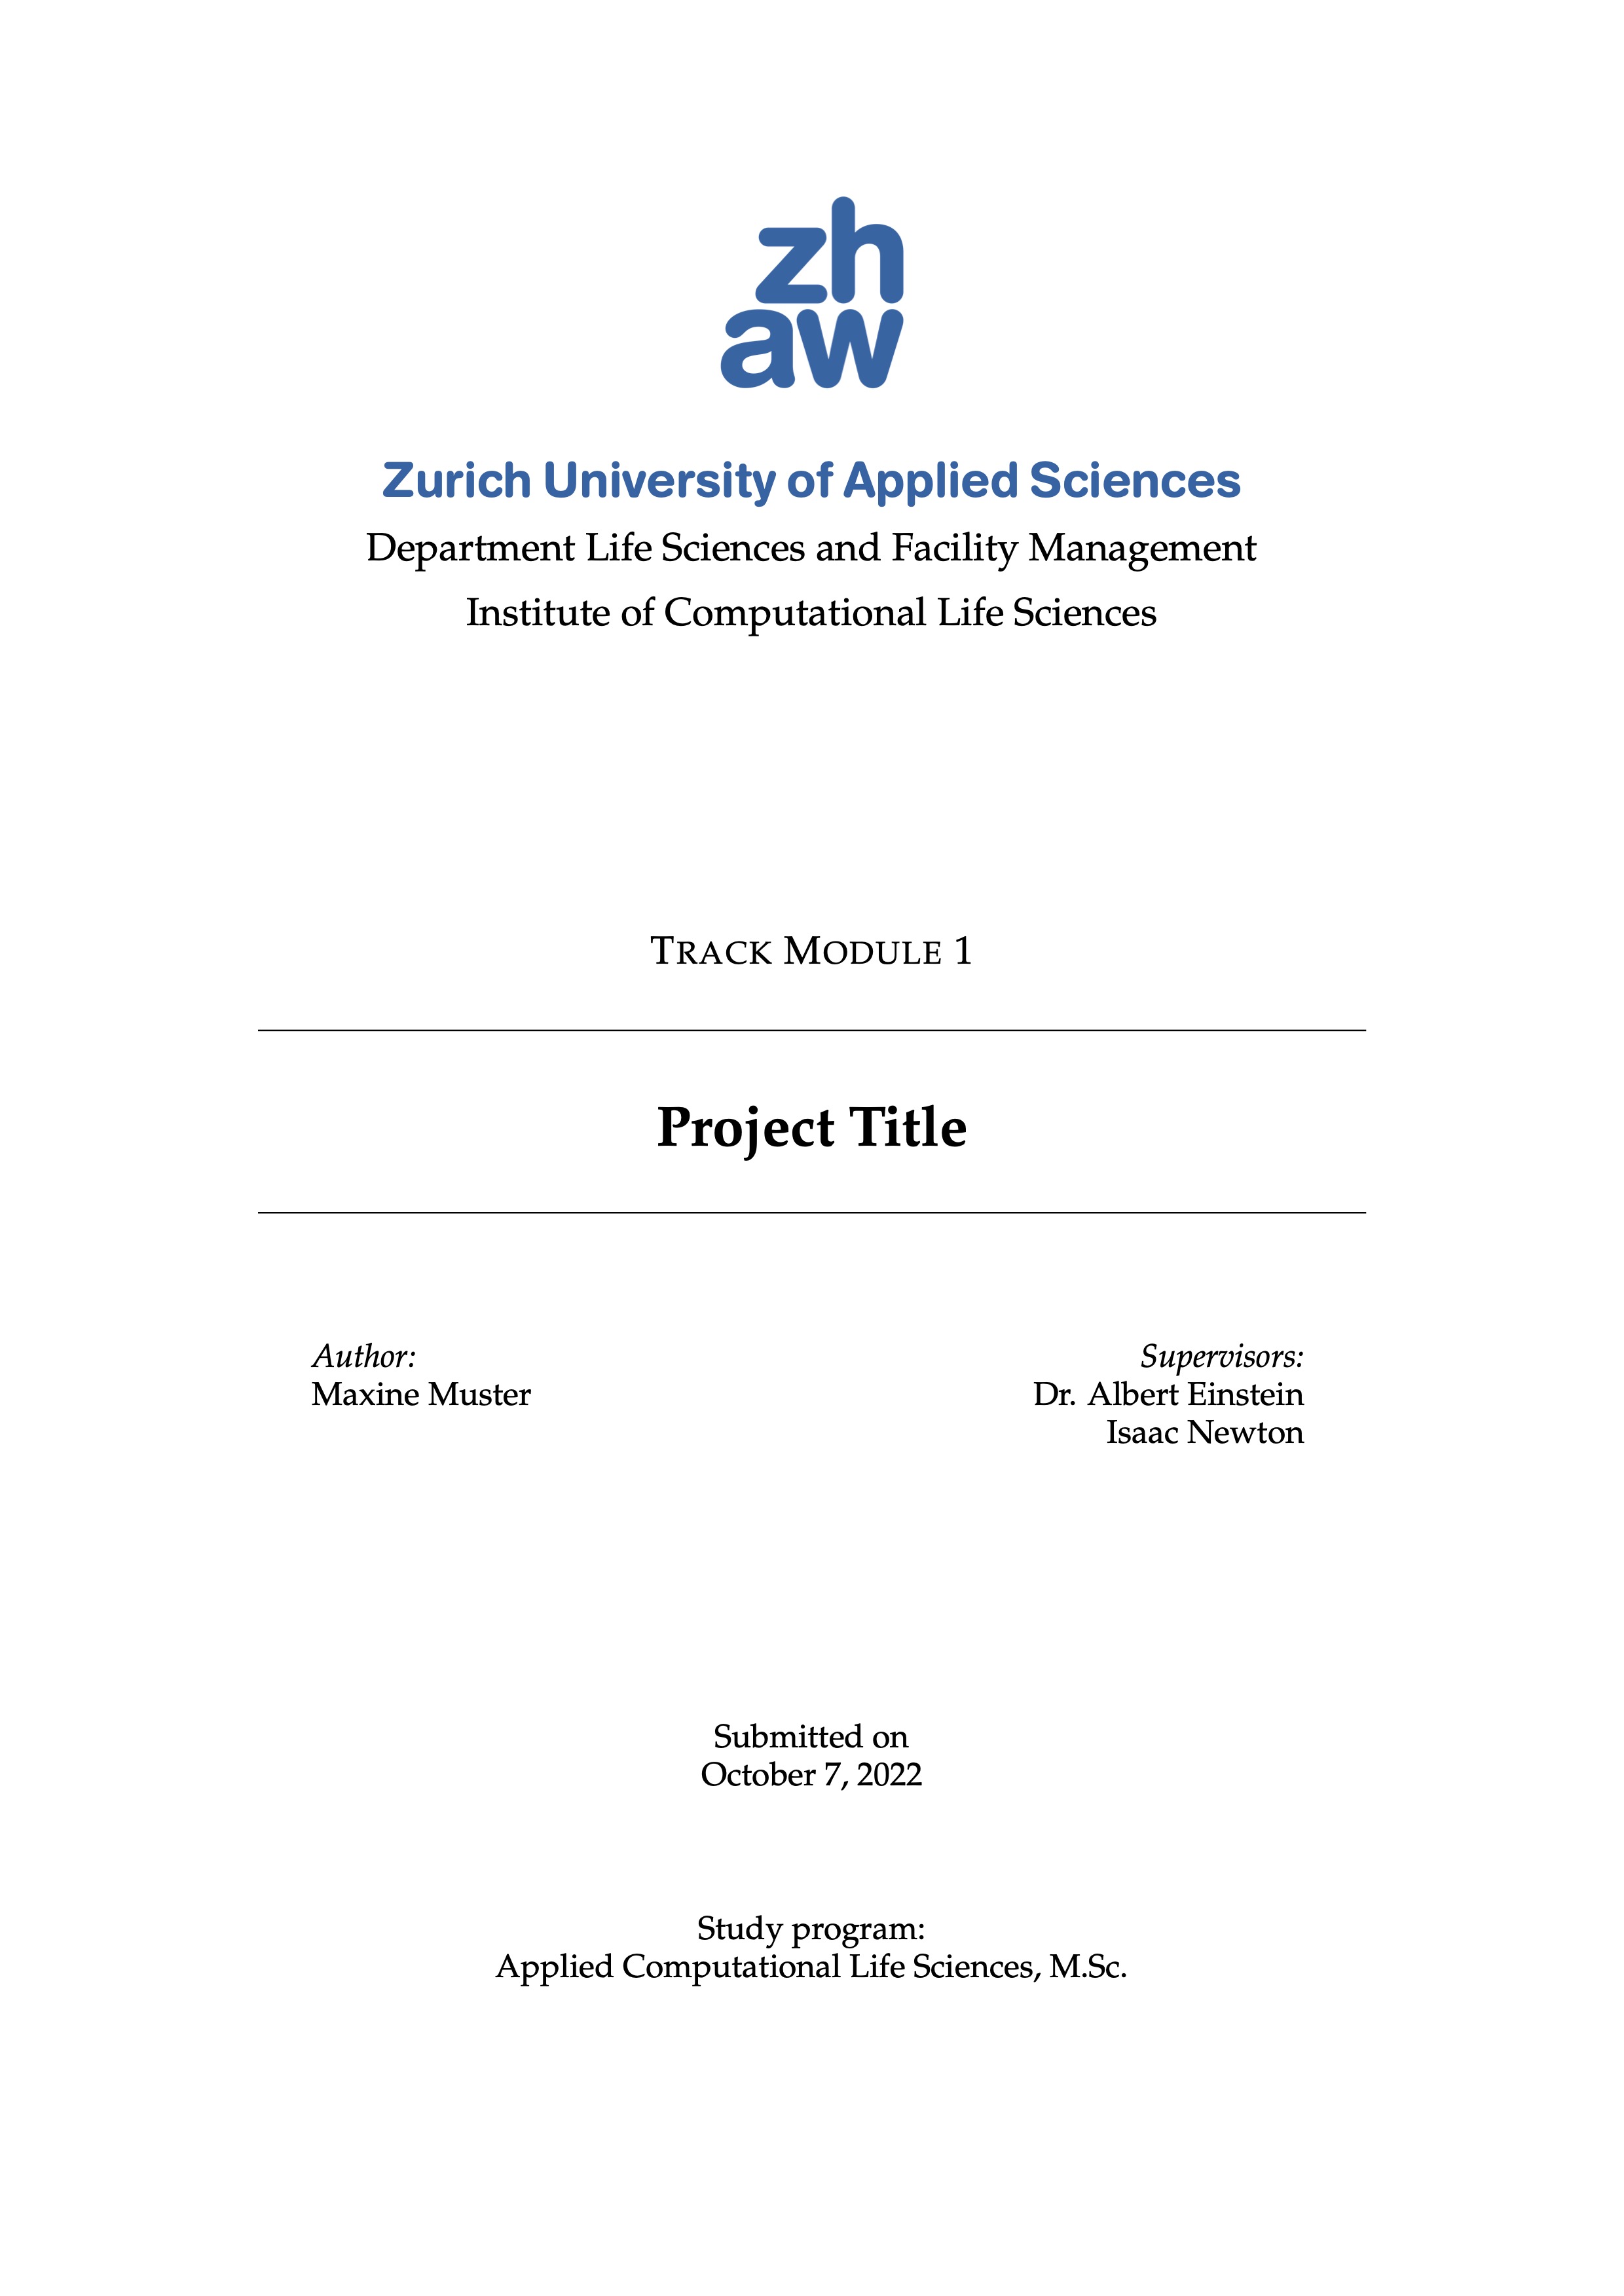 zh
aw
Zurich University of Applied Sciences
Department Life Sciences and Facility Management
Institute of Computational Life Sciences
TRACK MODULE 1
Project Title
Author:
Maxine Muster
Supervisors:
Dr. Albert Einstein
Isaac Newton
Submitted on
October 7, 2022
Study program:
Applied Computational Life Sciences, M.Sc.